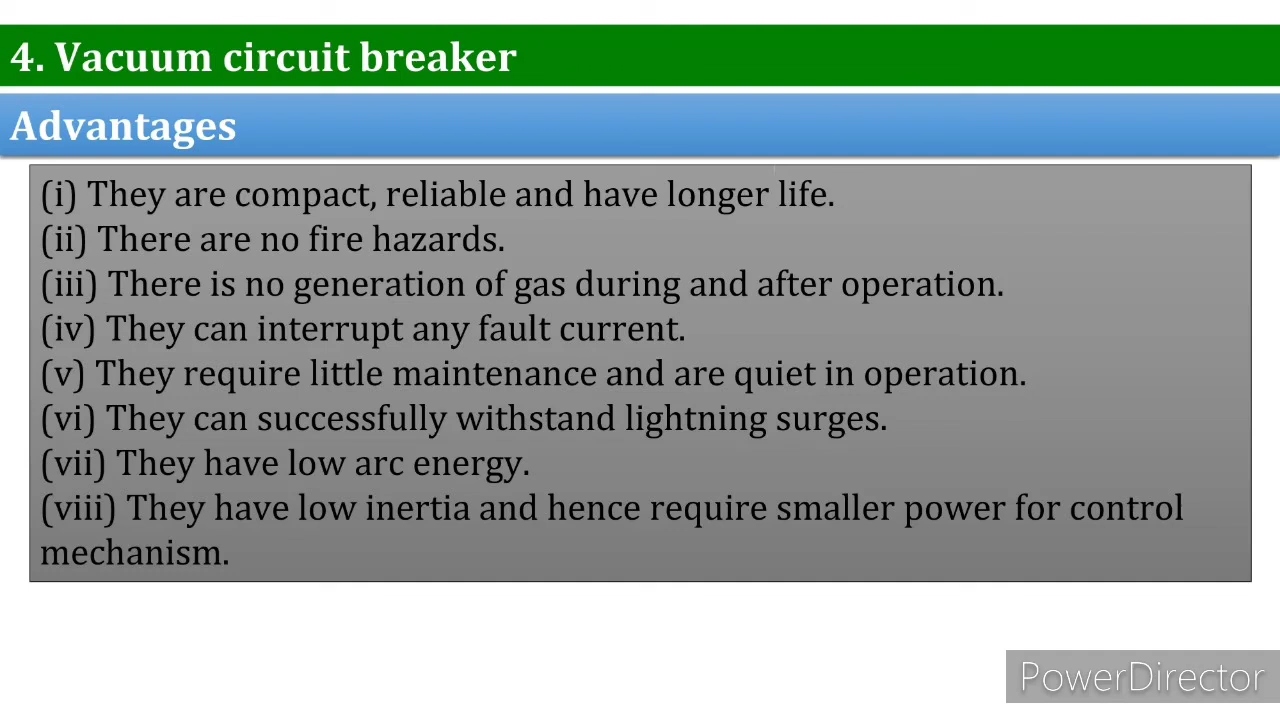 4. Vacuum circuit breaker
Advantages
(i) They are compact, reliable and have longer life.
(ii) There are no fire hazards.
(iii) There is no generation of gas during and after operation.
(iv) They can interrupt any fault current.
(v) They require little maintenance and are quiet in operation.
(vi) They can successfully withstand lightning surges.
(vii) They have low arc energy.
(viii) They have low inertia and hence require smaller power for control
mechanism.
PowerDirector